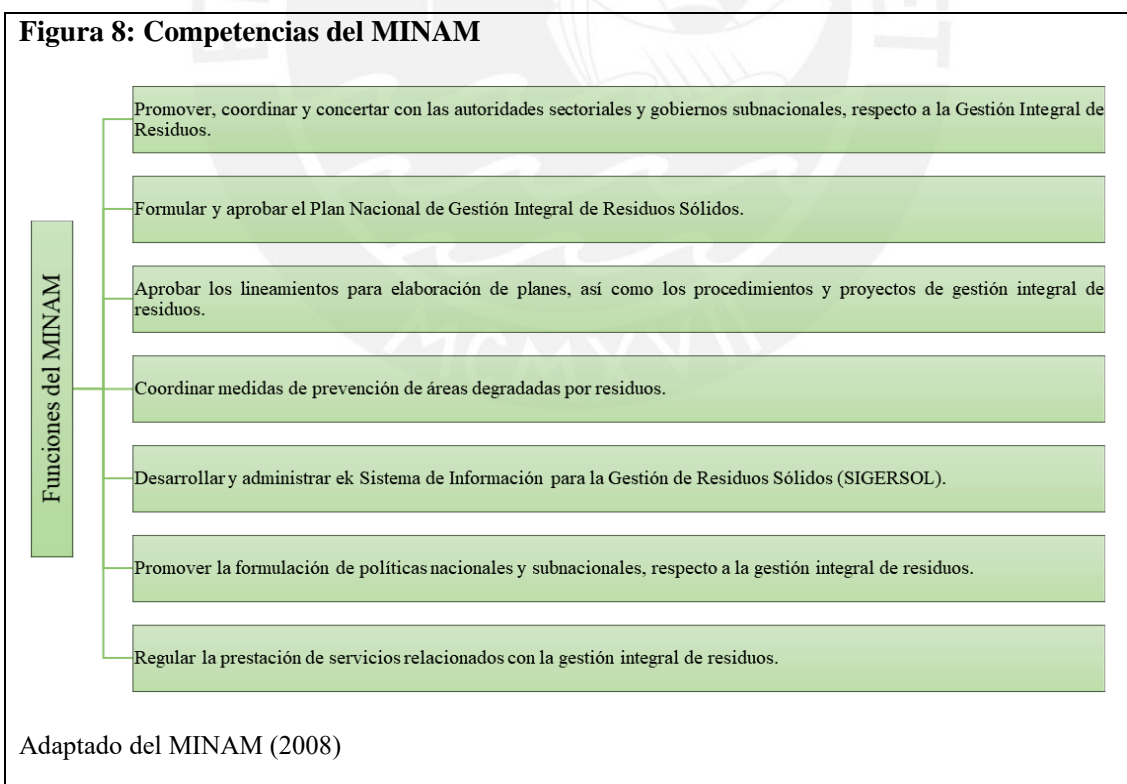 Figura 8: Competencias del MINAM
Funciones del MINAM
Promover, coordinar y concertar con las autoridades sectoriales y gobiernos subnacionales, respecto a la Gestión Integral de
Residuos.
Formular y aprobar el Plan Nacional de Gestión Integral de Residuos Sólidos.
Aprobar los lineamientos para elaboración de planes, así como los procedimientos y proyectos de gestión integral de
residuos.
Coordinar medidas de prevención de áreas degradadas por residuos.
Desarrollar y administrar ek Sistema de Información para la Gestión de Residuos Sólidos (SIGERSOL).
Promover la formulación de políticas nacionales y subnacionales, respecto a la gestión integral de residuos.
Regular la prestación de servicios relacionados con la gestión integral de residuos.
Adaptado del MINAM (2008)
MCMXVII